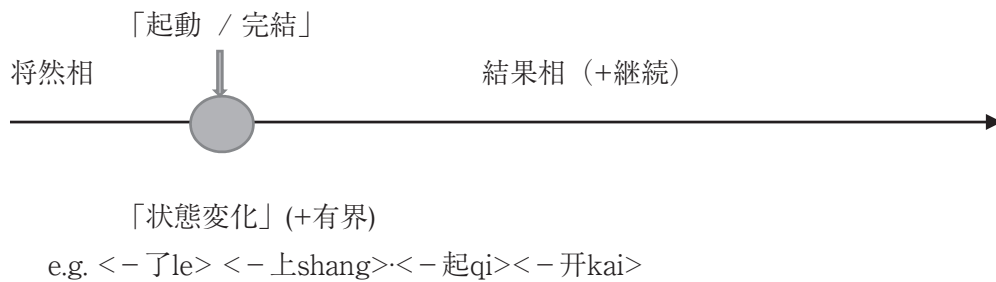 「起動 / 完結」
将然相 結果相（+継続）
「状態変化」(+有界)
e.g. <−了le> <−上shang>·<−起qi><−开kai>